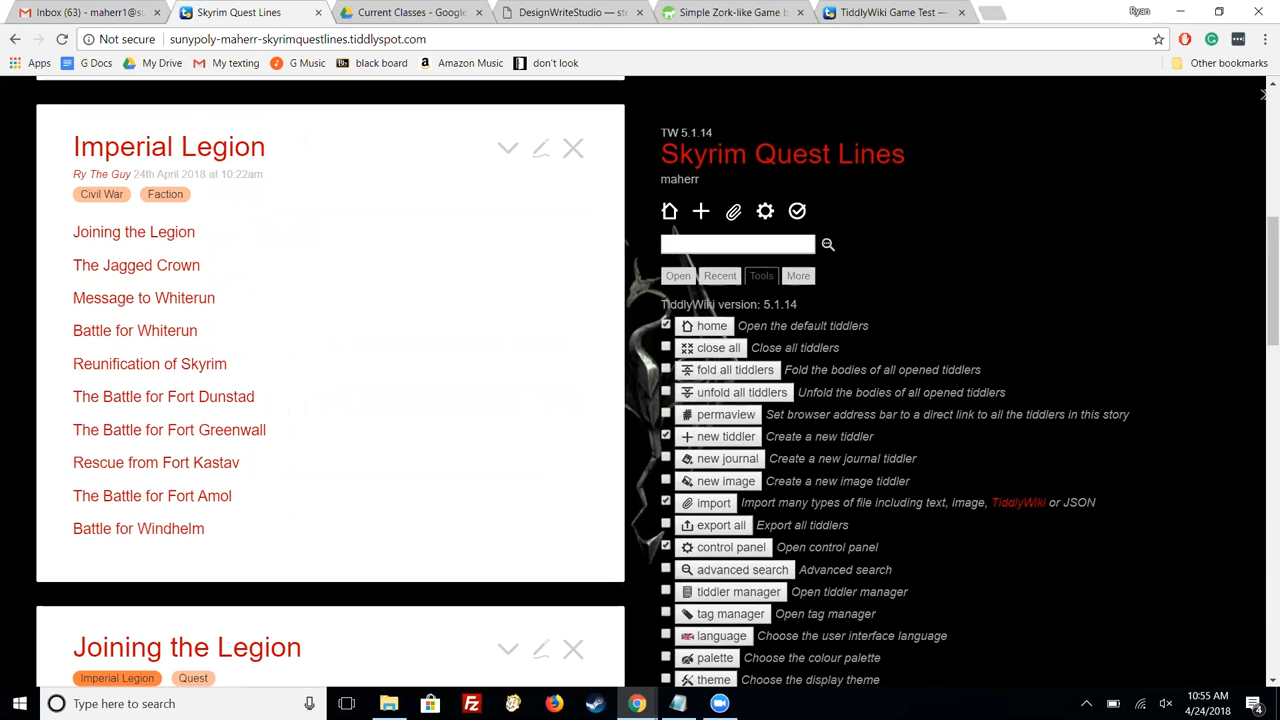 maherr1@su
Skyrim Quest Lines
Current Classes - Google
DesignWriteStudio — ste
Simple Zork-like Game b
TiddlyWiki Game Test —
Ryan
Not secure sunypoly-maherr-skyrimquestlines.tiddlyspot.com
Apps G Docs My Drive My texting G Music Bb black board a Amazon Music don't look Other bookmarks
Imperial Legion
Ry The Guy 24th April 2018 at 10:22am
Civil War Faction
Joining the Legion
The Jagged Crown
Message to Whiterun
Battle for Whiterun
Reunification of Skyrim
The Battle for Fort Dunstad
The Battle for Fort Greenwall
Rescue from Fort Kastav
The Battle for Fort Amol
Battle for Windhelm
Joining the Legion
Imperial Legion Quest
TW 5.1.14
Skyrim Quest Lines
maherr
Open Recent Tools More
TiddlyWiki version: 5.1.14
home Open the default tiddlers
close all Close all tiddlers
fold all tiddlers Fold the bodies of all opened tiddlers
unfold all tiddlers Unfold the bodies of all opened tiddlers
# permaview Set browser address bar to a direct link to all the tiddlers in this story
new tiddler Create a new tiddler
new journal Create a new journal tiddler
new image Create a new image tiddler
import Import many types of file including text, image, TiddlyWiki or JSON
export all Export all tiddlers
control panel Open control panel
advanced search Advanced search
tiddler manager Open tiddler manager
tag manager Open tag manager
language Choose the user interface language
palette Choose the colour palette
theme Choose the display theme
Type here to search
Fz
10:55 AM
4/24/2018
4